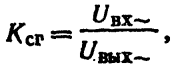 K_сг = U_вх~ / U_вых~,